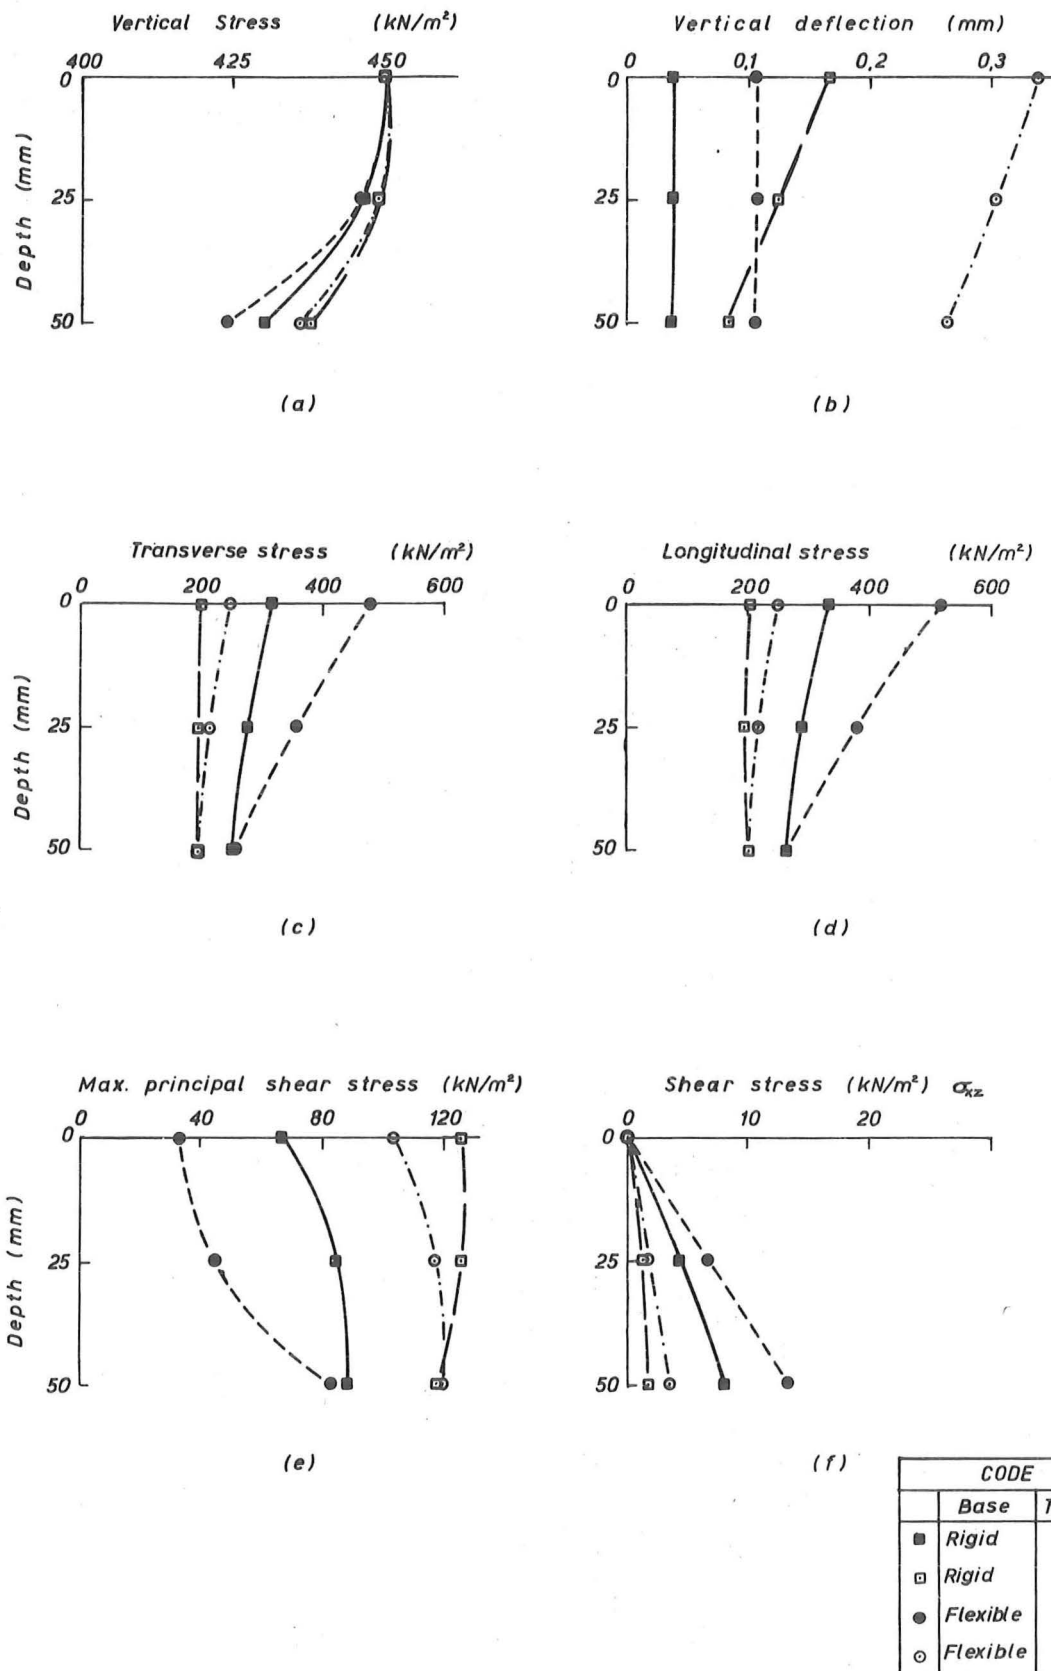 Vertical Stress (kN/m²)
400 425 450
0
25
50
Depth (mm)
(a)
Vertical deflection (mm)
0 0,1 0,2 0,3
0
25
50
(b)
Transverse stress (kN/m²)
0 200 400 600
0
25
50
Depth (mm)
(c)
Longitudinal stress (kN/m²)
0 200 400 600
0
25
50
(d)
Max. principal shear stress (kN/m²)
0 40 80 120
0
25
50
Depth (mm)
(e)
Shear stress (kN/m²) σxz
0 10 20
0
25
50
(f)
CODE
Base
Rigid
Rigid
Flexible
Flexible